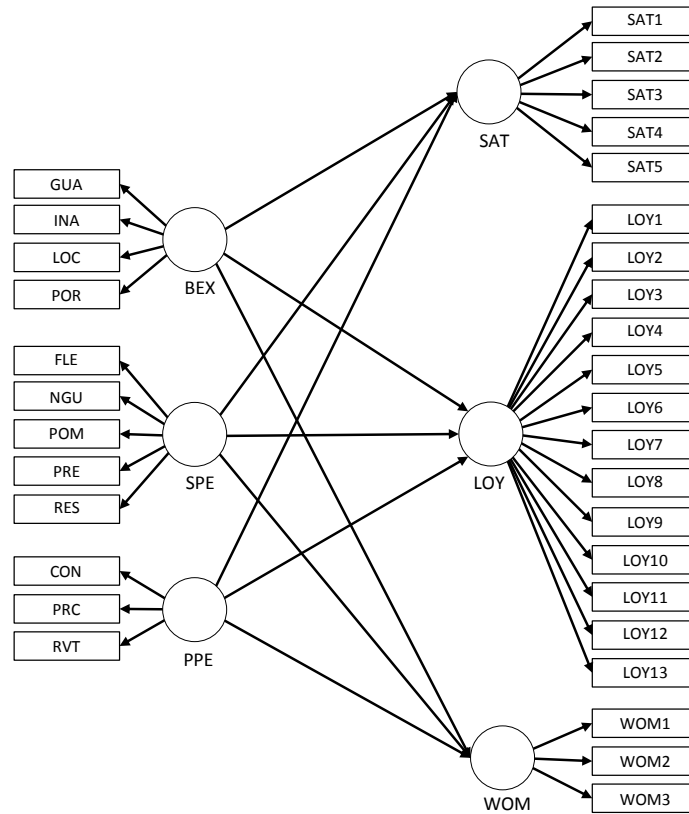 SAT1
SAT2
SAT3
SAT4
SAT5
SAT
GUA
INA
LOC
POR
BEX
LOY1
LOY2
LOY3
LOY4
LOY5
LOY6
LOY7
LOY8
LOY9
LOY10
LOY11
LOY12
LOY13
LOY
FLE
NGU
POM
PRE
RES
SPE
CON
PRC
RVT
PPE
WOM1
WOM2
WOM3
WOM